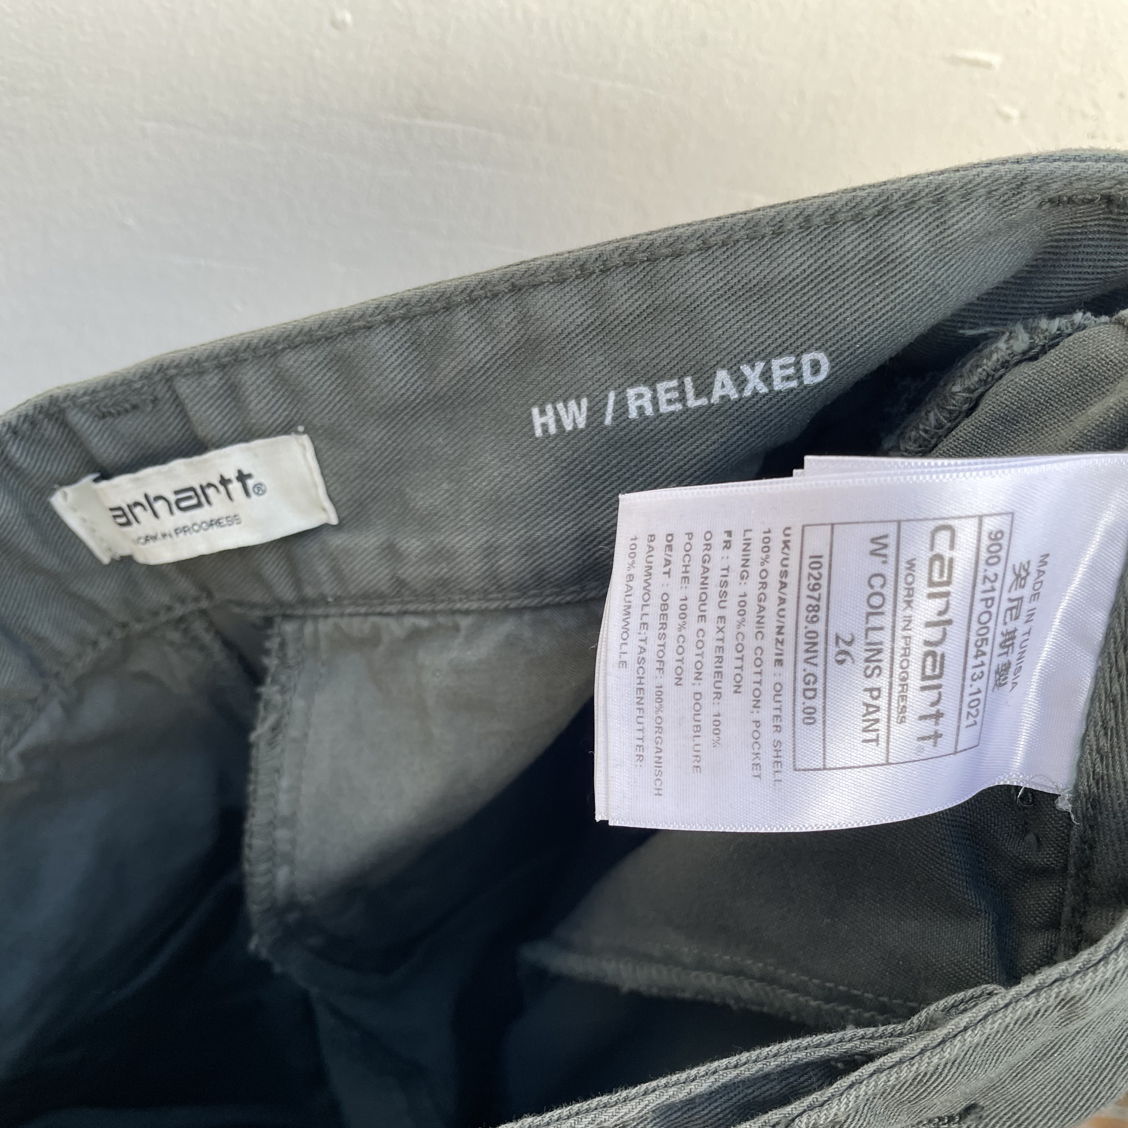 HW / RELAXED
arhartt®
WORK IN PROGRESS
MADE IN TUNISIA
突尼斯製
900.21PO05413.1021
carhartt
WORK IN PROGRESS
W' COLLINS PANT
26
I029789.0NV.GD.00
UK/USA/AU/NZ/IE : OUTER SHELL:
100%ORGANIC COTTON; POCKET
LINING: 100%COTTON
FR : TISSU EXTERIEUR: 100%
ORGANIQUE COTON; DOUBLURE
POCHE: 100%COTON
DE/AT : OBERSTOFF: 100%ORGANISCH
BAUMWOLLE;TASCHENFUTTER:
100%BAUMWOLLE